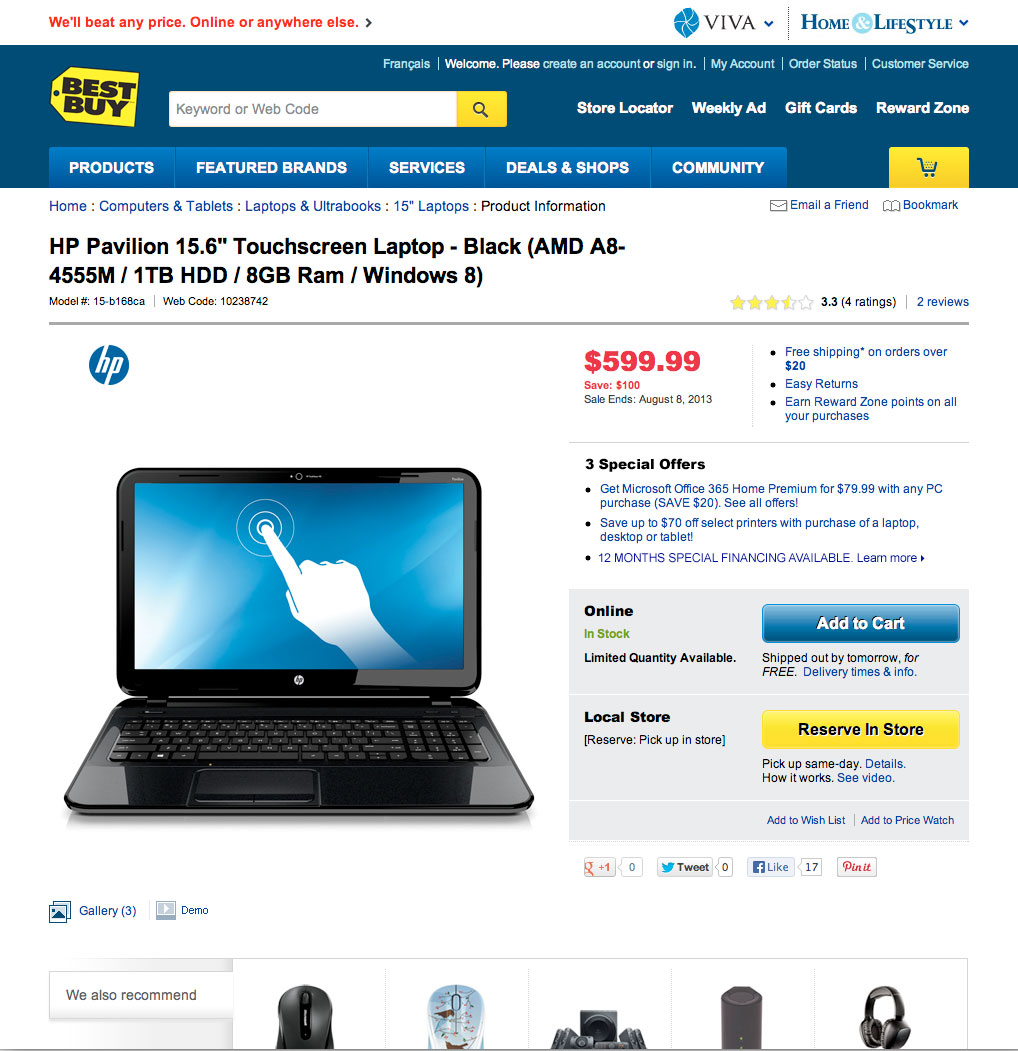 We'll beat any price. Online or anywhere else.
VIVA
HOME & LIFESTYLE
Français | Welcome. Please create an account or sign in. | My Account | Order Status | Customer Service
BEST BUY
Keyword or Web Code
Store Locator Weekly Ad Gift Cards Reward Zone
PRODUCTS FEATURED BRANDS SERVICES DEALS & SHOPS COMMUNITY
Home : Computers & Tablets : Laptops & Ultrabooks : 15" Laptops : Product Information
Email a Friend Bookmark
HP Pavilion 15.6" Touchscreen Laptop - Black (AMD A8-
4555M / 1TB HDD / 8GB Ram / Windows 8)
Model #: 15-b168ca | Web Code: 10238742
3.3 (4 ratings) | 2 reviews
hp
$599.99
Save: $100
Sale Ends: August 8, 2013
Free shipping* on orders over
$20
Easy Returns
Earn Reward Zone points on all
your purchases
3 Special Offers
Get Microsoft Office 365 Home Premium for $79.99 with any PC
purchase (SAVE $20). See all offers!
Save up to $70 off select printers with purchase of a laptop,
desktop or tablet!
12 MONTHS SPECIAL FINANCING AVAILABLE. Learn more
Online
In Stock
Limited Quantity Available.
Add to Cart
Shipped out by tomorrow, for
FREE. Delivery times & info.
Local Store
[Reserve: Pick up in store]
Reserve In Store
Pick up same-day. Details.
How it works. See video.
Add to Wish List | Add to Price Watch
g +1 0 Tweet 0 Like 17 Pin it
Gallery (3) Demo
We also recommend